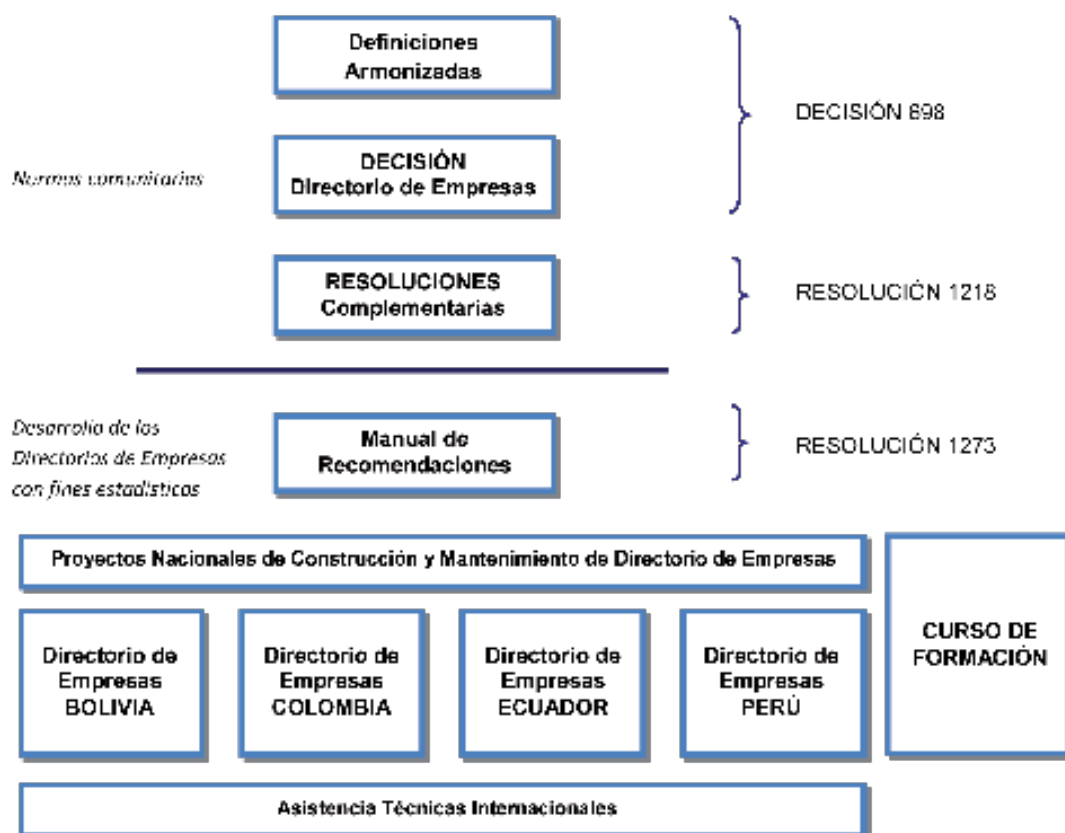 Definiciones
Armonizadas
DECISIÓN 698
DECISIÓN
Directorio de Empresas
Normas comunitarias
RESOLUCIONES
Complementarias
RESOLUCIÓN 1218
Desarrollo de los
Directorios de Empresas
con fines estadísticos
Manual de
Recomendaciones
RESOLUCIÓN 1273
Proyectos Nacionales de Construcción y Mantenimiento de Directorio de Empresas
Directorio de
Empresas
BOLIVIA
Directorio de
Empresas
COLOMBIA
Directorio de
Empresas
ECUADOR
Directorio de
Empresas
PERÚ
CURSO DE
FORMACIÓN
Asistencia Técnicas Internacionales